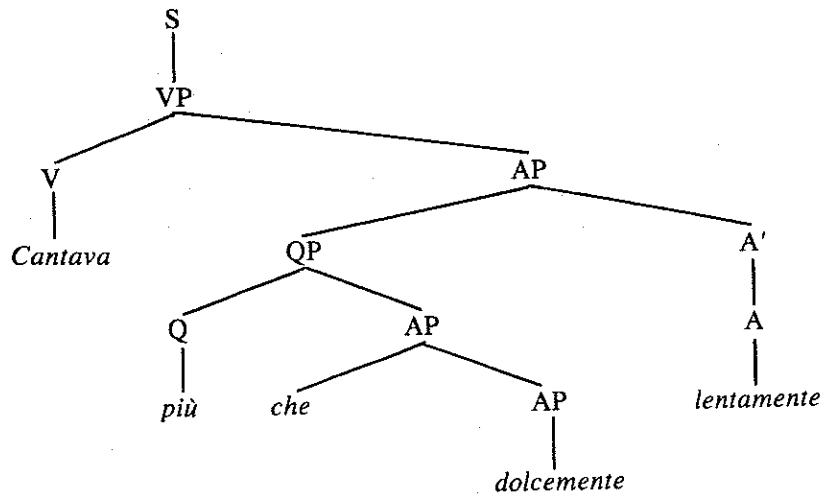 S
VP
V AP
Cantava QP A'
Q AP A
più che AP lentamente
dolcemente